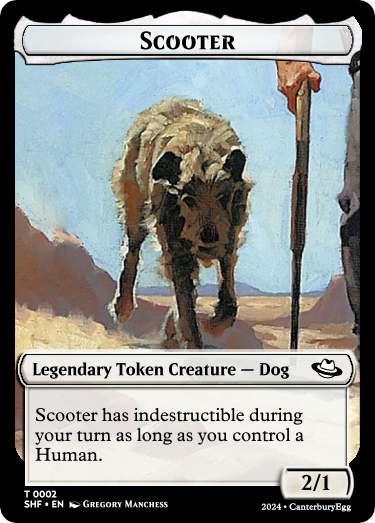 Scooter
Legendary Token Creature — Dog
Scooter has indestructible during
your turn as long as you control a
Human.
2/1
T 0002
SHF • EN Gregory Manchess
2024 • CanterburyEgg